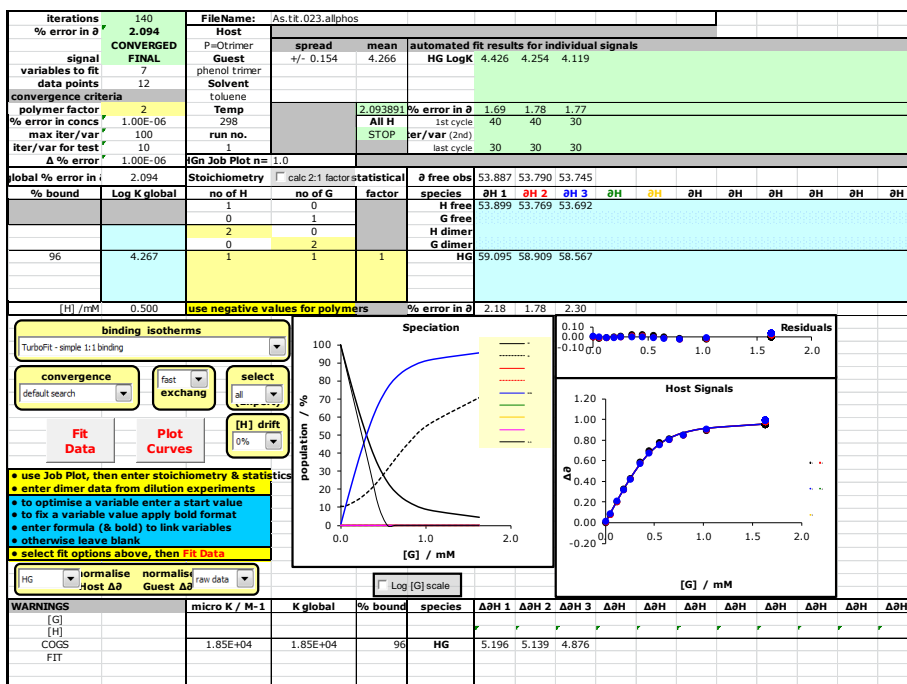 iterations 140 FileName: As.tit.023.allphos
% error in ∂ 2.094 Host
CONVERGED P=Otrimer spread mean automated fit results for individual signals
signal FINAL Guest +/- 0.154 4.266 HG LogK 4.426 4.254 4.119
variables to fit 7 phenol trimer
data points 12 Solvent
convergence criteria toluene
polymer factor 2 Temp 2.093891 % error in ∂ 1.69 1.78 1.77
% error in concs 1.00E-06 298 All H 1st cycle 40 40 30
max iter/var 100 run no. STOP ter/var (2nd)
iter/var for test 10 1 last cycle 30 30 30
Δ % error 1.00E-06 HGn Job Plot n= 1.0
global % error in 2.094 Stoichiometry calc 2:1 factors statistical ∂ free obs 53.887 53.790 53.745
% bound Log K global no of H no of G factor species ∂H 1 ∂H 2 ∂H 3 ∂H ∂H ∂H ∂H ∂H ∂H ∂H
1 0 H free 53.899 53.769 53.692
0 1 G free
2 0 H dimer
0 2 G dimer
96 4.267 1 1 1 HG 59.095 58.909 58.567
[H] /mM 0.500 use negative values for polymers % error in ∂ 2.18 1.78 2.30
binding isotherms
TurboFit - simple 1:1 binding
convergence
default search
fast
exchang
select
all
[H] drift
0%
Fit Data
Plot Curves
• use Job Plot, then enter stoichiometry & statistics
• enter dimer data from dilution experiments
• to optimise a variable enter a start value
• to fix a variable value apply bold format
• enter formula (& bold) to link variables
• otherwise leave blank
• select fit options above, then Fit Data
HG normalise Host Δ∂ normalise Guest Δ∂ raw data
Speciation
population / %
100
90
80
70
60
50
40
30
20
10
0
0.0 1.0 2.0
[G] / mM
Log [G] scale
Residuals
0.10
0.00
-0.10
0.0 0.5 1.0 1.5 2.0
Host Signals
Δ∂
1.20
1.00
0.80
0.60
0.40
0.20
0.00
-0.20
0.0 0.5 1.0 1.5 2.0
[G] / mM
WARNINGS micro K / M-1 K global % bound species Δ∂H 1 Δ∂H 2 Δ∂H 3 Δ∂H Δ∂H Δ∂H Δ∂H Δ∂H Δ∂H Δ∂H
[G]
[H]
COGS 1.85E+04 1.85E+04 96 HG 5.196 5.139 4.876
FIT